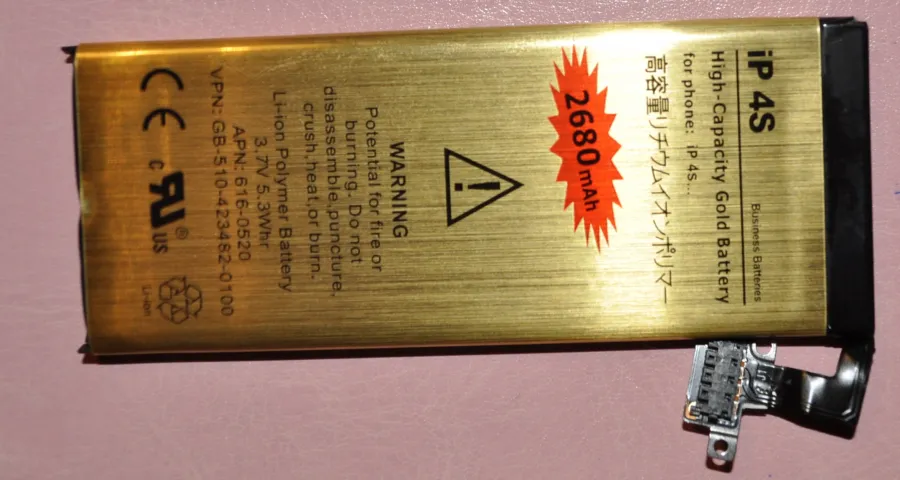 iP 4S
Business Batteries
High-Capacity Gold Battery
for phone: iP 4S...
高容量リチウムイオンポリマー
2680mAh
!
WARNING
Potential for fire or
burning. Do not
disassemble,puncture,
crush,heat,or burn.
Li-ion Polymer Battery
3.7V 5.3Whr
APN: 616-0520
VPN: GB-510-423482-0100
CE c RU ® US
Li-ion